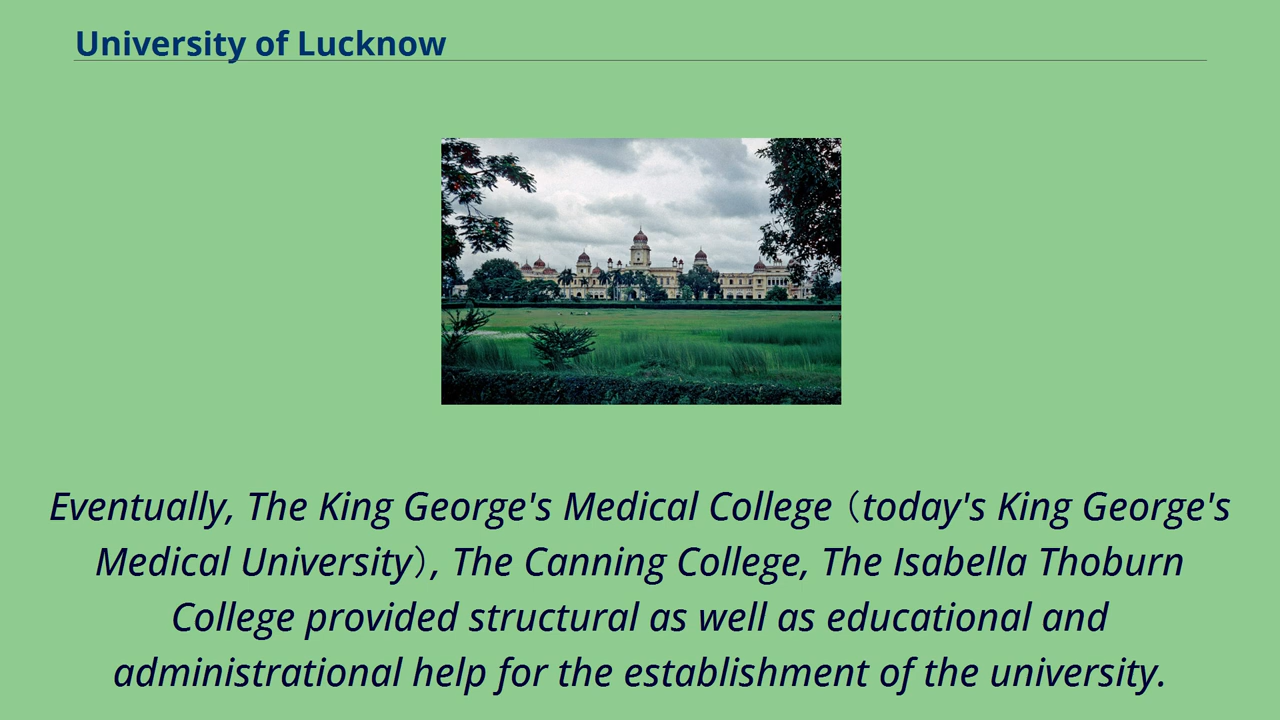 University of Lucknow
Eventually, The King George's Medical College（today's King George's
Medical University）, The Canning College, The Isabella Thoburn
College provided structural as well as educational and
administrational help for the establishment of the university.